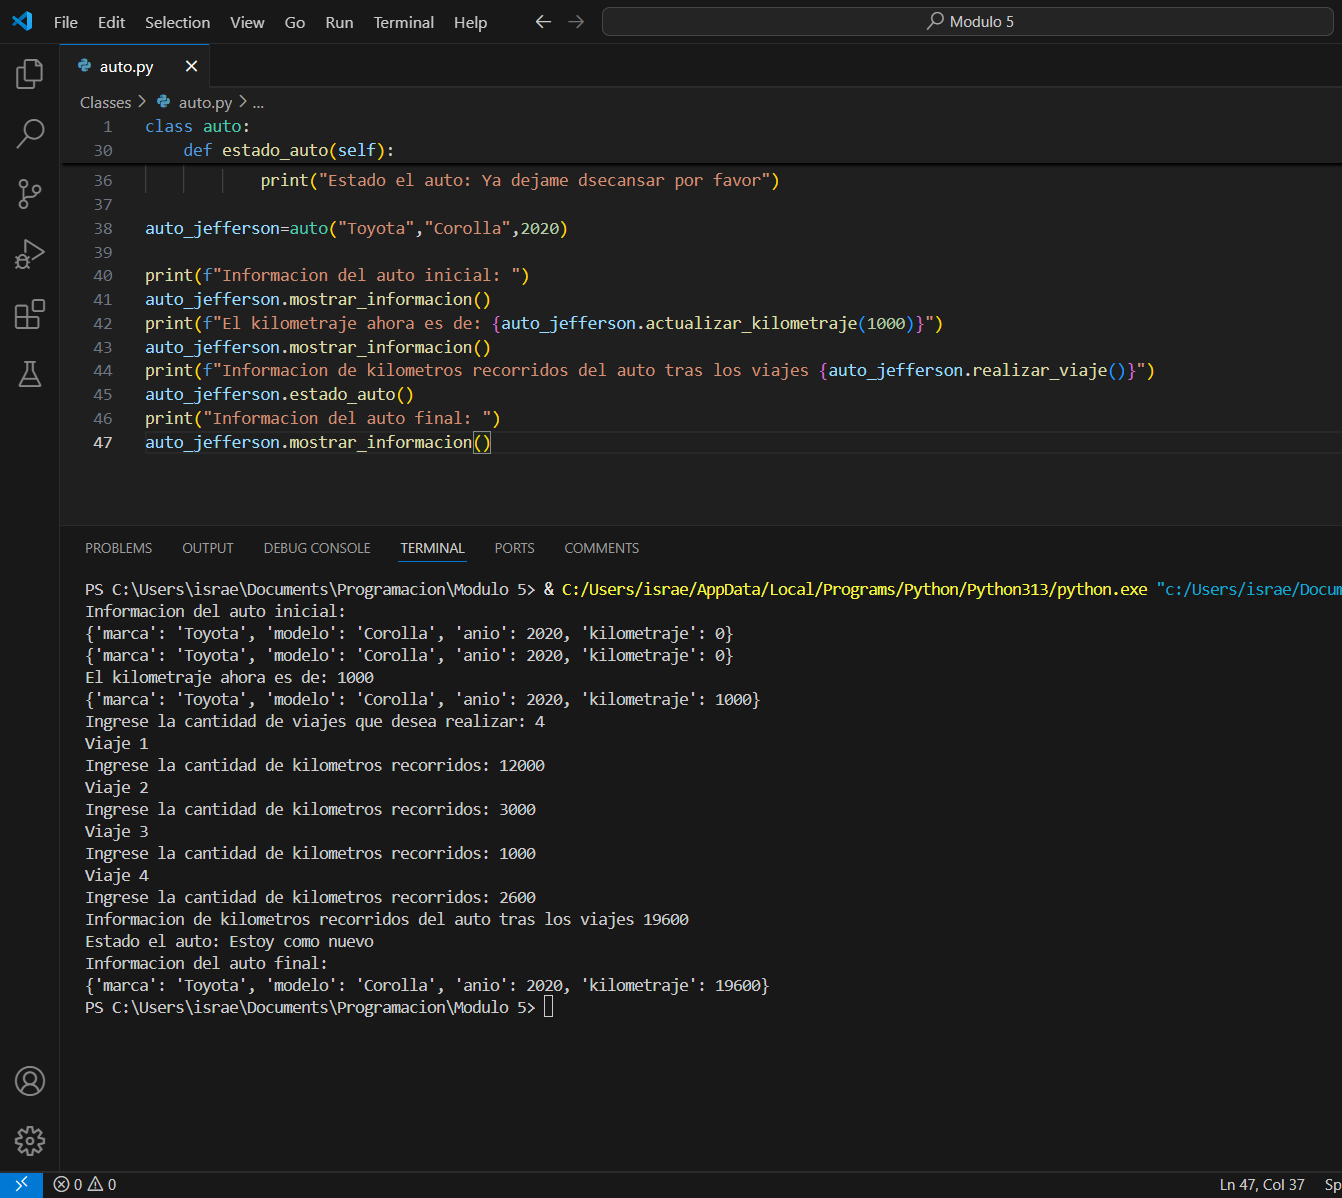 File Edit Selection View Go Run Terminal Help Modulo 5
auto.py
Classes > auto.py > ...
1 class auto:
30 def estado_auto(self):
36 print("Estado el auto: Ya dejame dsecansar por favor")
37
38 auto_jefferson=auto("Toyota","Corolla",2020)
39
40 print(f"Informacion del auto inicial: ")
41 auto_jefferson.mostrar_informacion()
42 print(f"El kilometraje ahora es de: {auto_jefferson.actualizar_kilometraje(1000)}")
43 auto_jefferson.mostrar_informacion()
44 print(f"Informacion de kilometros recorridos del auto tras los viajes {auto_jefferson.realizar_viaje()}")
45 auto_jefferson.estado_auto()
46 print("Informacion del auto final: ")
47 auto_jefferson.mostrar_informacion()
PROBLEMS OUTPUT DEBUG CONSOLE TERMINAL PORTS COMMENTS
PS C:\Users\israe\Documents\Programacion\Modulo 5> & C:/Users/israe/AppData/Local/Programs/Python/Python313/python.exe "c:/Users/israe/Docum
Informacion del auto inicial:
{'marca': 'Toyota', 'modelo': 'Corolla', 'anio': 2020, 'kilometraje': 0}
{'marca': 'Toyota', 'modelo': 'Corolla', 'anio': 2020, 'kilometraje': 0}
El kilometraje ahora es de: 1000
{'marca': 'Toyota', 'modelo': 'Corolla', 'anio': 2020, 'kilometraje': 1000}
Ingrese la cantidad de viajes que desea realizar: 4
Viaje 1
Ingrese la cantidad de kilometros recorridos: 12000
Viaje 2
Ingrese la cantidad de kilometros recorridos: 3000
Viaje 3
Ingrese la cantidad de kilometros recorridos: 1000
Viaje 4
Ingrese la cantidad de kilometros recorridos: 2600
Informacion de kilometros recorridos del auto tras los viajes 19600
Estado el auto: Estoy como nuevo
Informacion del auto final:
{'marca': 'Toyota', 'modelo': 'Corolla', 'anio': 2020, 'kilometraje': 19600}
PS C:\Users\israe\Documents\Programacion\Modulo 5>
0 0 Ln 47, Col 37 Sp